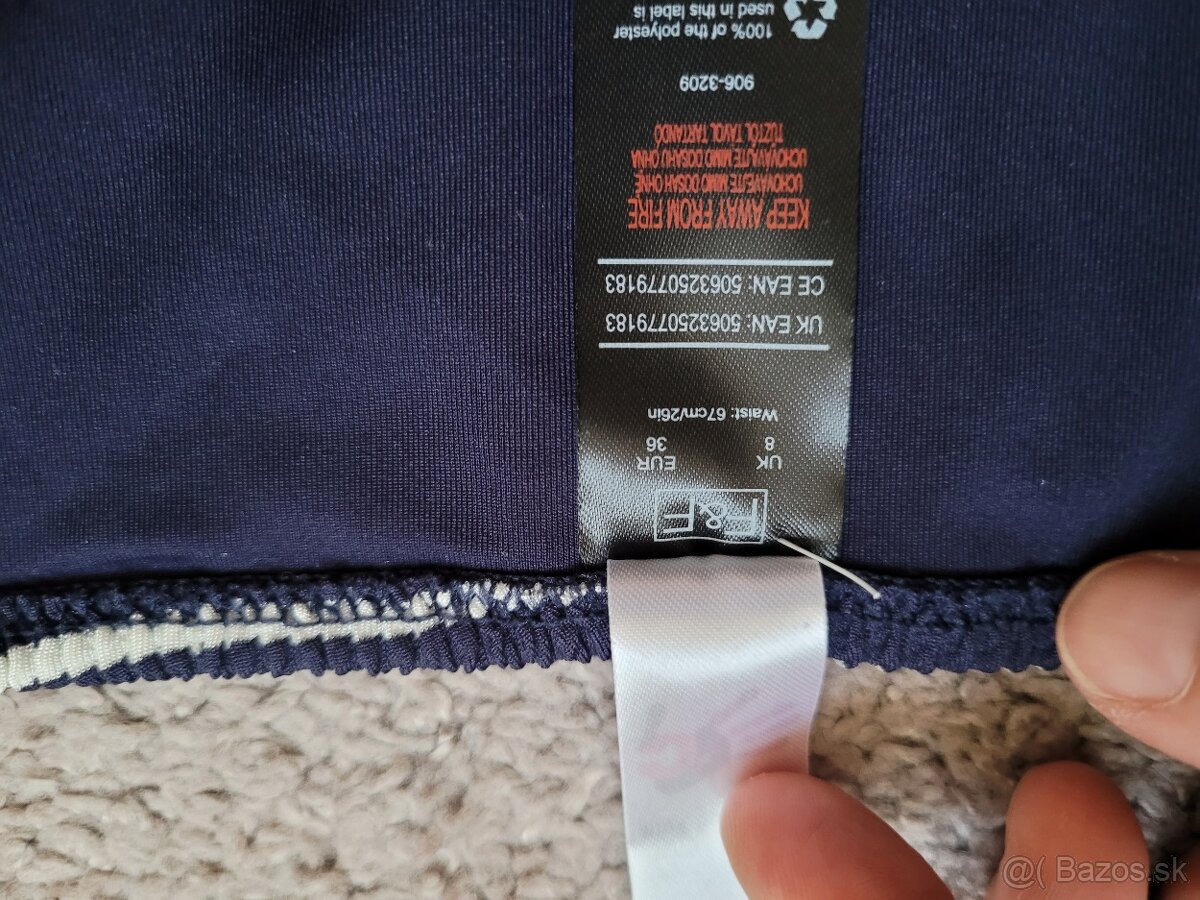 F&F
UK EUR
8 36
Waist: 67cm/26in
UK EAN: 5063250779183
CE EAN: 5063250779183
KEEP AWAY FROM FIRE
UCHOVÁVEJTE MIMO DOSAH OHNĚ
UCHOVÁVAJTE MIMO DOSAHU OHŇA
TŰZTŐL TÁVOL TARTANDÓ
906-3209
100% of the polyester
used in this label is
@( Bazos.sk